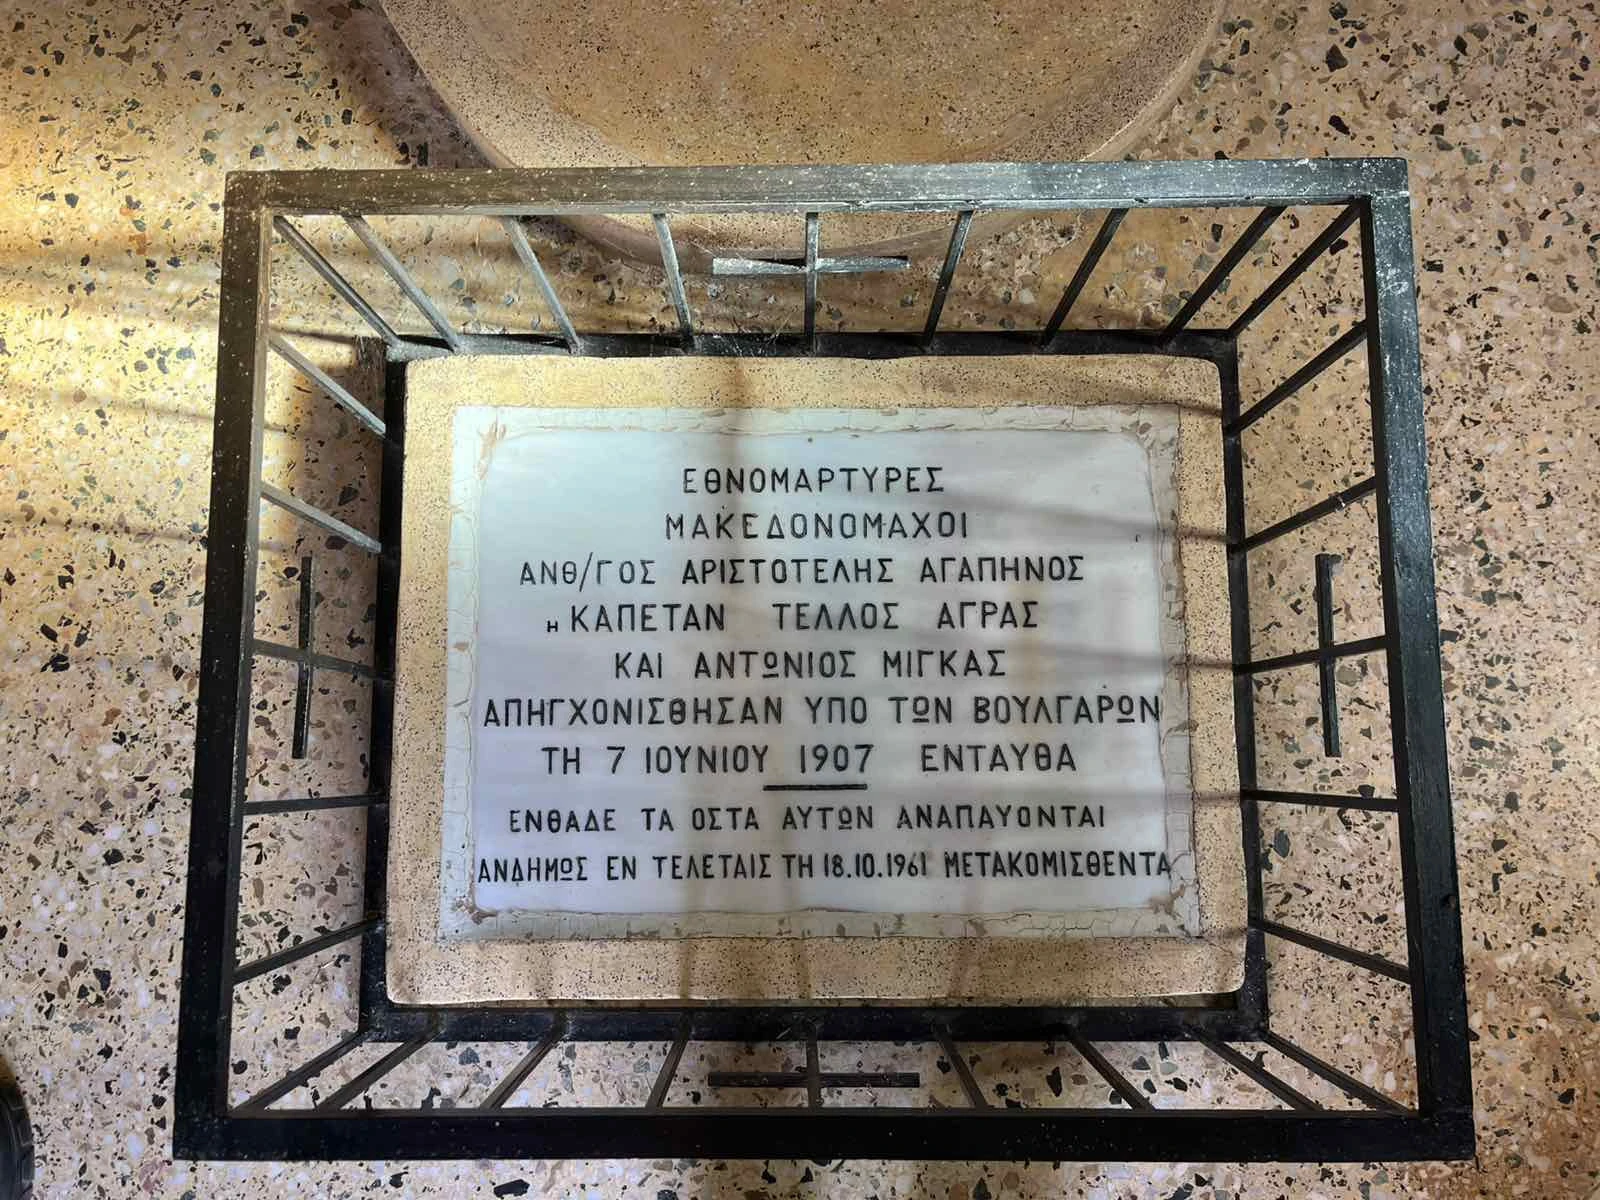 ΕΘΝΟΜΑΡΤΥΡΕΣ
ΜΑΚΕΔΟΝΟΜΑΧΟΙ
ΑΝΘ/ΓΟΣ ΑΡΙΣΤΟΤΕΛΗΣ ΑΓΑΠΗΝΟΣ
Η ΚΑΠΕΤΑΝ ΤΕΛΛΟΣ ΑΓΡΑΣ
ΚΑΙ ΑΝΤΩΝΙΟΣ ΜΙΓΚΑΣ
ΑΠΗΓΧΟΝΙΣΘΗΣΑΝ ΥΠΟ ΤΩΝ ΒΟΥΛΓΑΡΩΝ
ΤΗ 7 ΙΟΥΝΙΟΥ 1907 ΕΝΤΑΥΘΑ
ΕΝΘΑΔΕ ΤΑ ΟΣΤΑ ΑΥΤΩΝ ΑΝΑΠΑΥΟΝΤΑΙ
ΑΝΔΗΜΩΣ ΕΝ ΤΕΛΕΤΑΙΣ ΤΗ 18.10.1961 ΜΕΤΑΚΟΜΙΣΘΕΝΤΑ